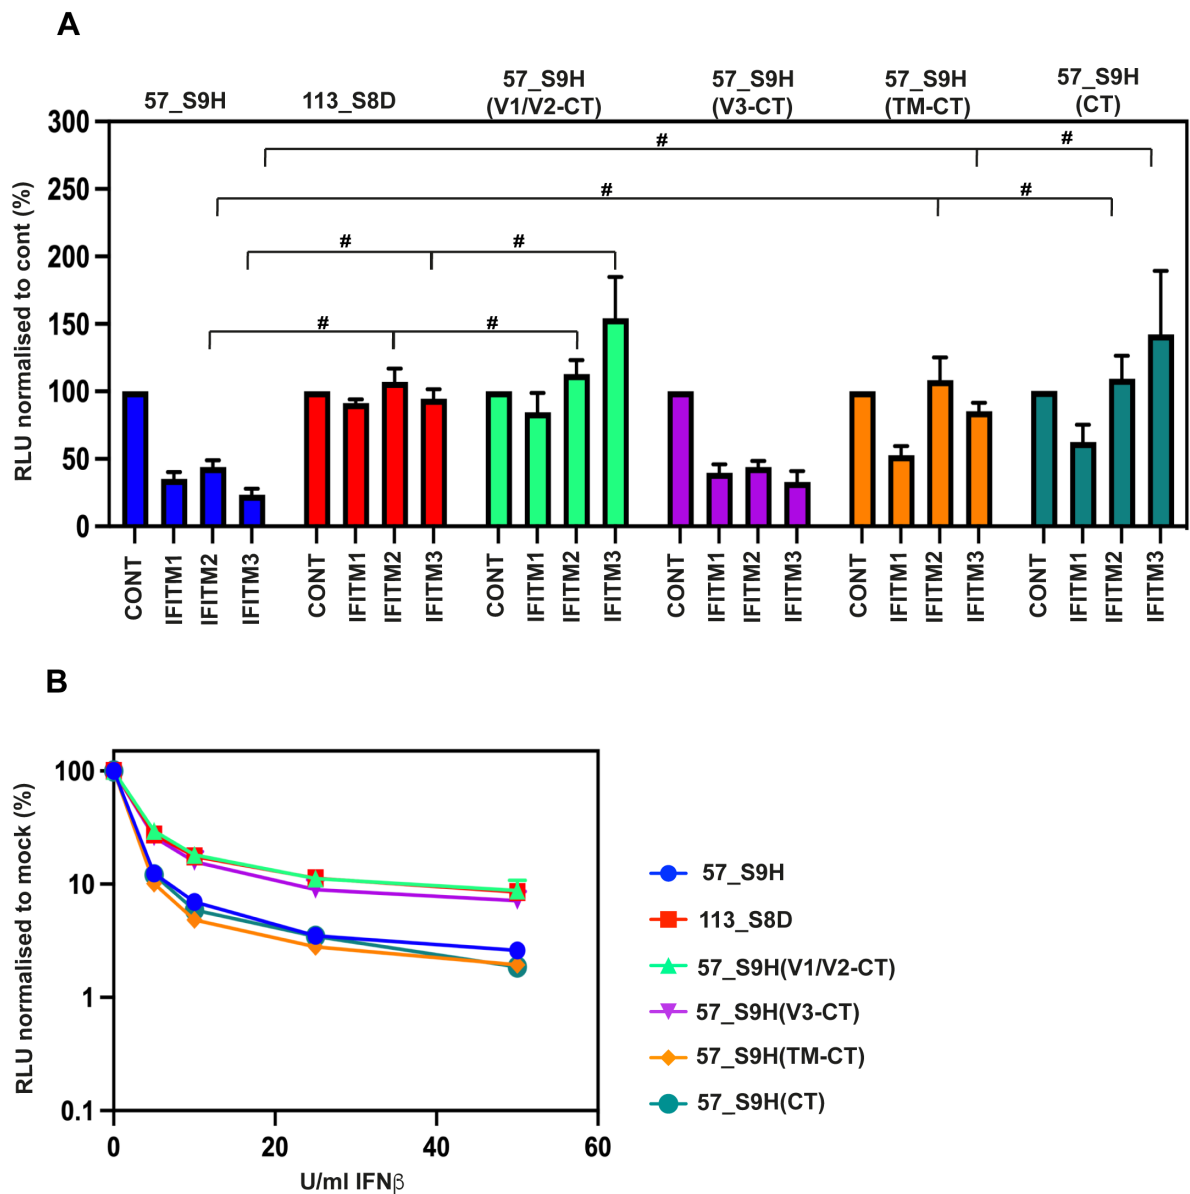 A
57_S9H
113_S8D
57_S9H
(V1/V2-CT)
57_S9H
(V3-CT)
57_S9H
(TM-CT)
57_S9H
(CT)
RLU normalised to cont (%)
300
250
200
150
100
50
0
#
#
#
#
#
#
#
#
CONT
IFITM1
IFITM2
IFITM3
CONT
IFITM1
IFITM2
IFITM3
CONT
IFITM1
IFITM2
IFITM3
CONT
IFITM1
IFITM2
IFITM3
CONT
IFITM1
IFITM2
IFITM3
CONT
IFITM1
IFITM2
IFITM3
B
RLU normalised to mock (%)
100
10
1
0.1
0
20
40
60
U/ml IFNβ
57_S9H
113_S8D
57_S9H(V1/V2-CT)
57_S9H(V3-CT)
57_S9H(TM-CT)
57_S9H(CT)